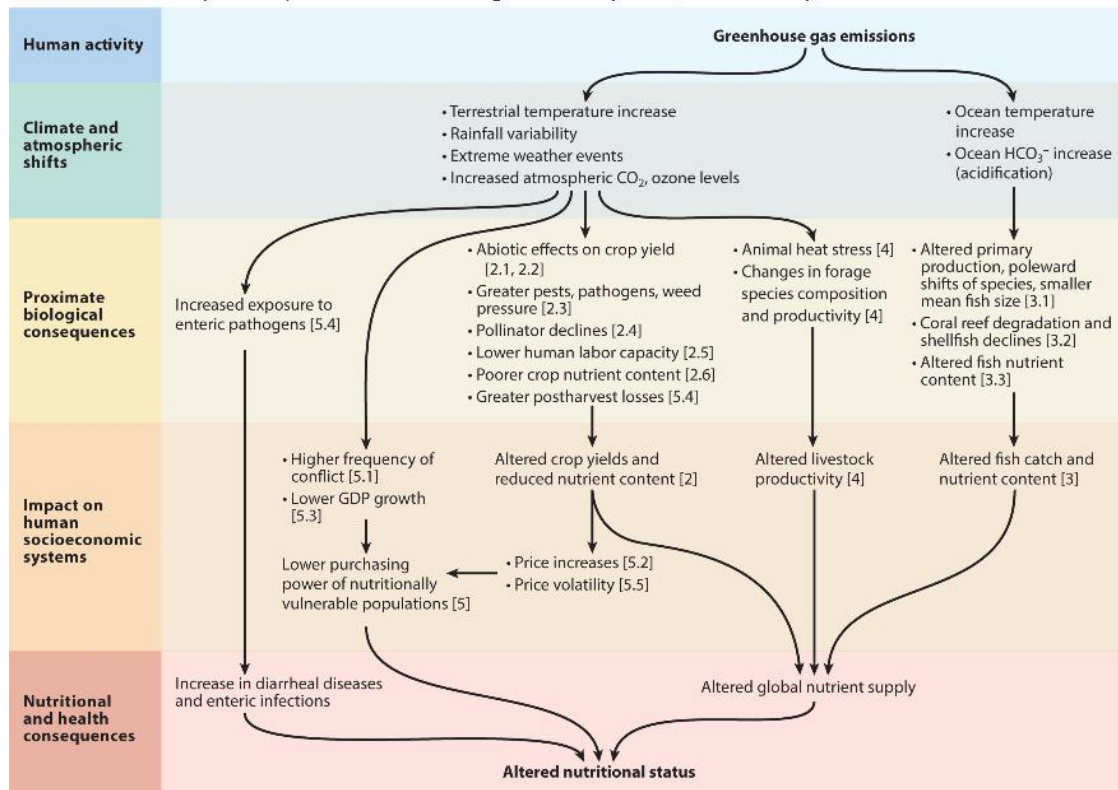 Human activity
Greenhouse gas emissions
Climate and
atmospheric
shifts
• Terrestrial temperature increase
• Rainfall variability
• Extreme weather events
• Increased atmospheric CO₂, ozone levels
• Ocean temperature
increase
• Ocean HCO₃⁻ increase
(acidification)
Proximate
biological
consequences
Increased exposure to
enteric pathogens [5.4]
• Abiotic effects on crop yield
[2.1, 2.2]
• Greater pests, pathogens, weed
pressure [2.3]
• Pollinator declines [2.4]
• Lower human labor capacity [2.5]
• Poorer crop nutrient content [2.6]
• Greater postharvest losses [5.4]
• Animal heat stress [4]
• Changes in forage
species composition
and productivity [4]
• Altered primary
production, poleward
shifts of species, smaller
mean fish size [3.1]
• Coral reef degradation and
shellfish declines [3.2]
• Altered fish nutrient
content [3.3]
Impact on
human
socioeconomic
systems
• Higher frequency of
conflict [5.1]
• Lower GDP growth
[5.3]
Altered crop yields and
reduced nutrient content [2]
Altered livestock
productivity [4]
Altered fish catch and
nutrient content [3]
Lower purchasing
power of nutritionally
vulnerable populations [5]
• Price increases [5.2]
• Price volatility [5.5]
Nutritional
and health
consequences
Increase in diarrheal diseases
and enteric infections
Altered global nutrient supply
Altered nutritional status